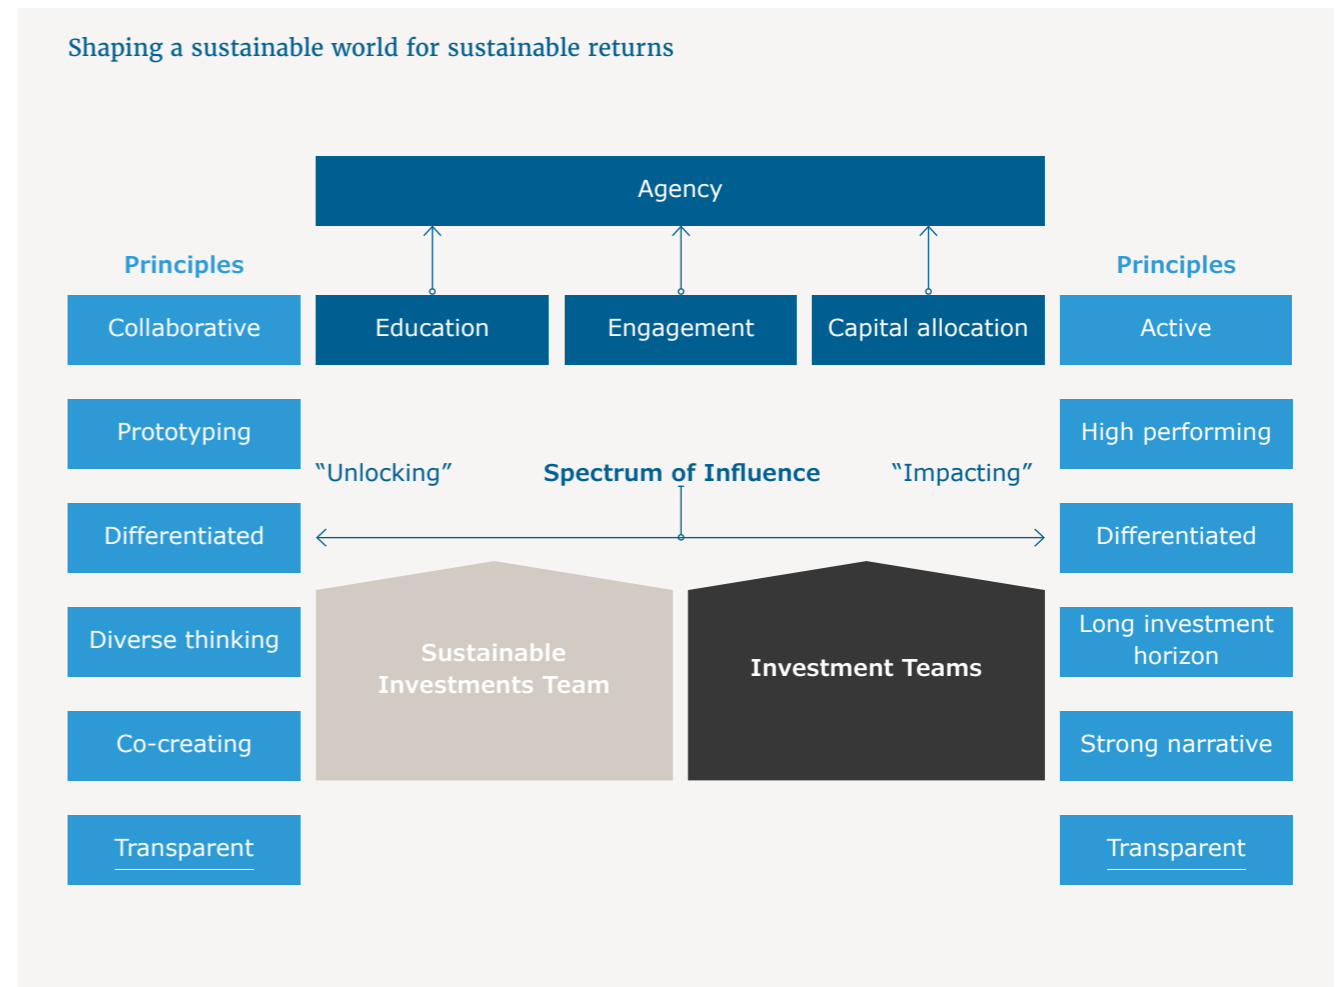 Shaping a sustainable world for sustainable returns
Agency
Principles
Principles
Collaborative
Education
Engagement
Capital allocation
Active
Prototyping
High performing
“Unlocking”
Spectrum of Influence
“Impacting”
Differentiated
Differentiated
Diverse thinking
Sustainable
Investments Team
Investment Teams
Long investment
horizon
Co-creating
Strong narrative
Transparent
Transparent